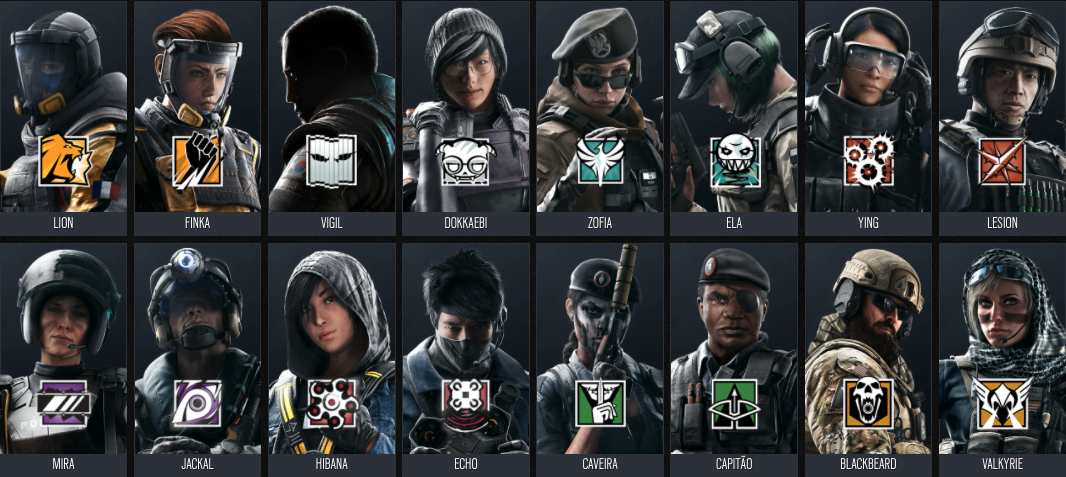 LION
FINKA
VIGIL
DOKKAEBI
ZOFIA
ELA
YING
LESION
MIRA
JACKAL
HIBANA
ECHO
CAVEIRA
CAPITÃO
BLACKBEARD
VALKYRIE